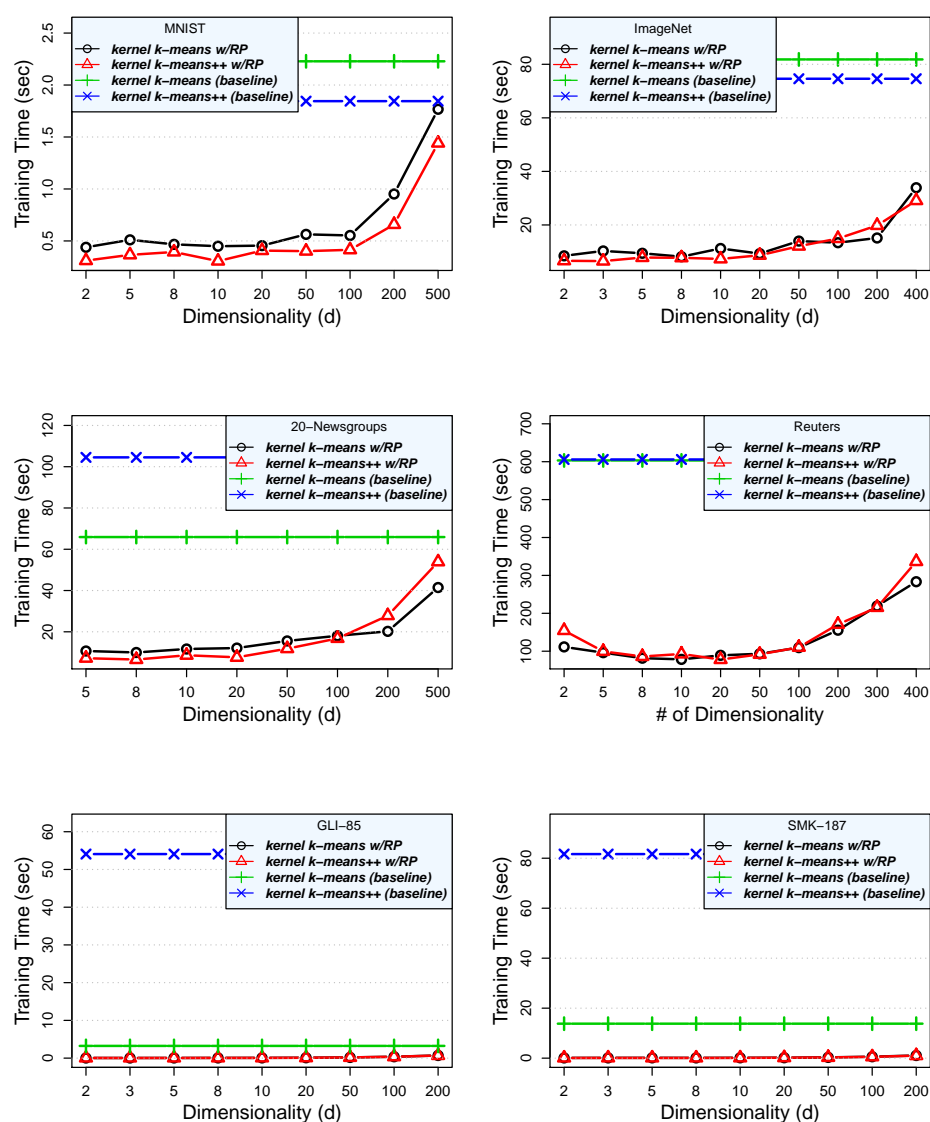 MNIST
kernel k−means w/RP
kernel k−means++ w/RP
kernel k−means (baseline)
kernel k−means++ (baseline)
Training Time (sec)
2.5
2.0
1.5
1.0
0.5
2 5 8 10 20 50 100 200 500
Dimensionality (d)
ImageNet
kernel k−means w/RP
kernel k−means++ w/RP
kernel k−means (baseline)
kernel k−means++ (baseline)
Training Time (sec)
80
60
40
20
2 3 5 8 10 20 50 100 200 400
Dimensionality (d)
20−Newsgroups
kernel k−means w/RP
kernel k−means++ w/RP
kernel k−means (baseline)
kernel k−means++ (baseline)
Training Time (sec)
120
100
80
60
40
20
5 8 10 20 50 100 200 500
Dimensionality (d)
Reuters
kernel k−means w/RP
kernel k−means++ w/RP
kernel k−means (baseline)
kernel k−means++ (baseline)
Training Time (sec)
700
600
500
400
300
200
100
2 5 8 10 20 50 100 200 300 400
# of Dimensionality
GLI−85
kernel k−means w/RP
kernel k−means++ w/RP
kernel k−means (baseline)
kernel k−means++ (baseline)
Training Time (sec)
60
50
40
30
20
10
0
2 3 5 8 10 20 50 100 200
Dimensionality (d)
SMK−187
kernel k−means w/RP
kernel k−means++ w/RP
kernel k−means (baseline)
kernel k−means++ (baseline)
Training Time (sec)
80
60
40
20
0
2 3 5 8 10 20 50 100 200
Dimensionality (d)